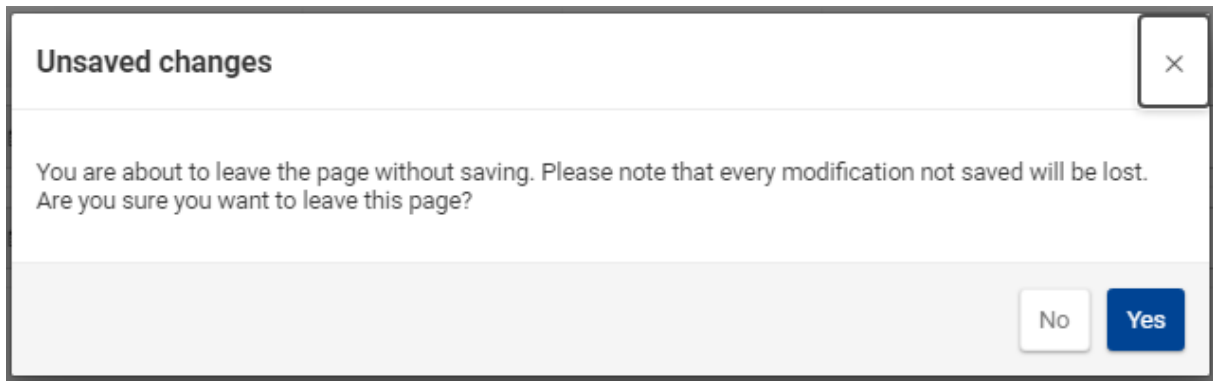 Unsaved changes
You are about to leave the page without saving. Please note that every modification not saved will be lost.
Are you sure you want to leave this page?
No
Yes